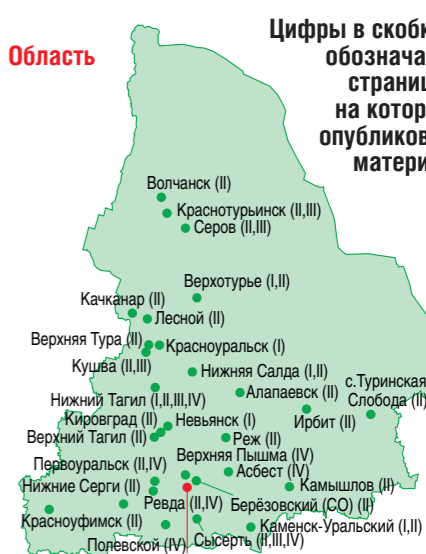 Область
Цифры в скобк
обознача
страниц
на котор
опубликов
матери
Волчанск (II)
Краснотурьинск (II,III)
Серов (II,III)
Верхотурье (I,II)
Качканар (II)
Лесной (II)
Верхняя Тура (II)
Красноуральск (I)
Кушва (II,III)
Нижняя Салда (I,II)
с.Туринская
Слобода (II)
Нижний Тагил (I,II,III,IV)
Алапаевск (II)
Ирбит (II)
Кировград (II)
Невьянск (I)
Верхний Тагил (II)
Реж (II)
Первоуральск (II,IV)
Верхняя Пышма (IV)
Асбест (IV)
Нижние Серги (II)
Камышлов (II)
Ревда (II,IV)
Берёзовский (СО) (II)
Красноуфимск (II)
Каменск-Уральский (I,II)
Полевской (IV)
Сысерть (II,III,IV)